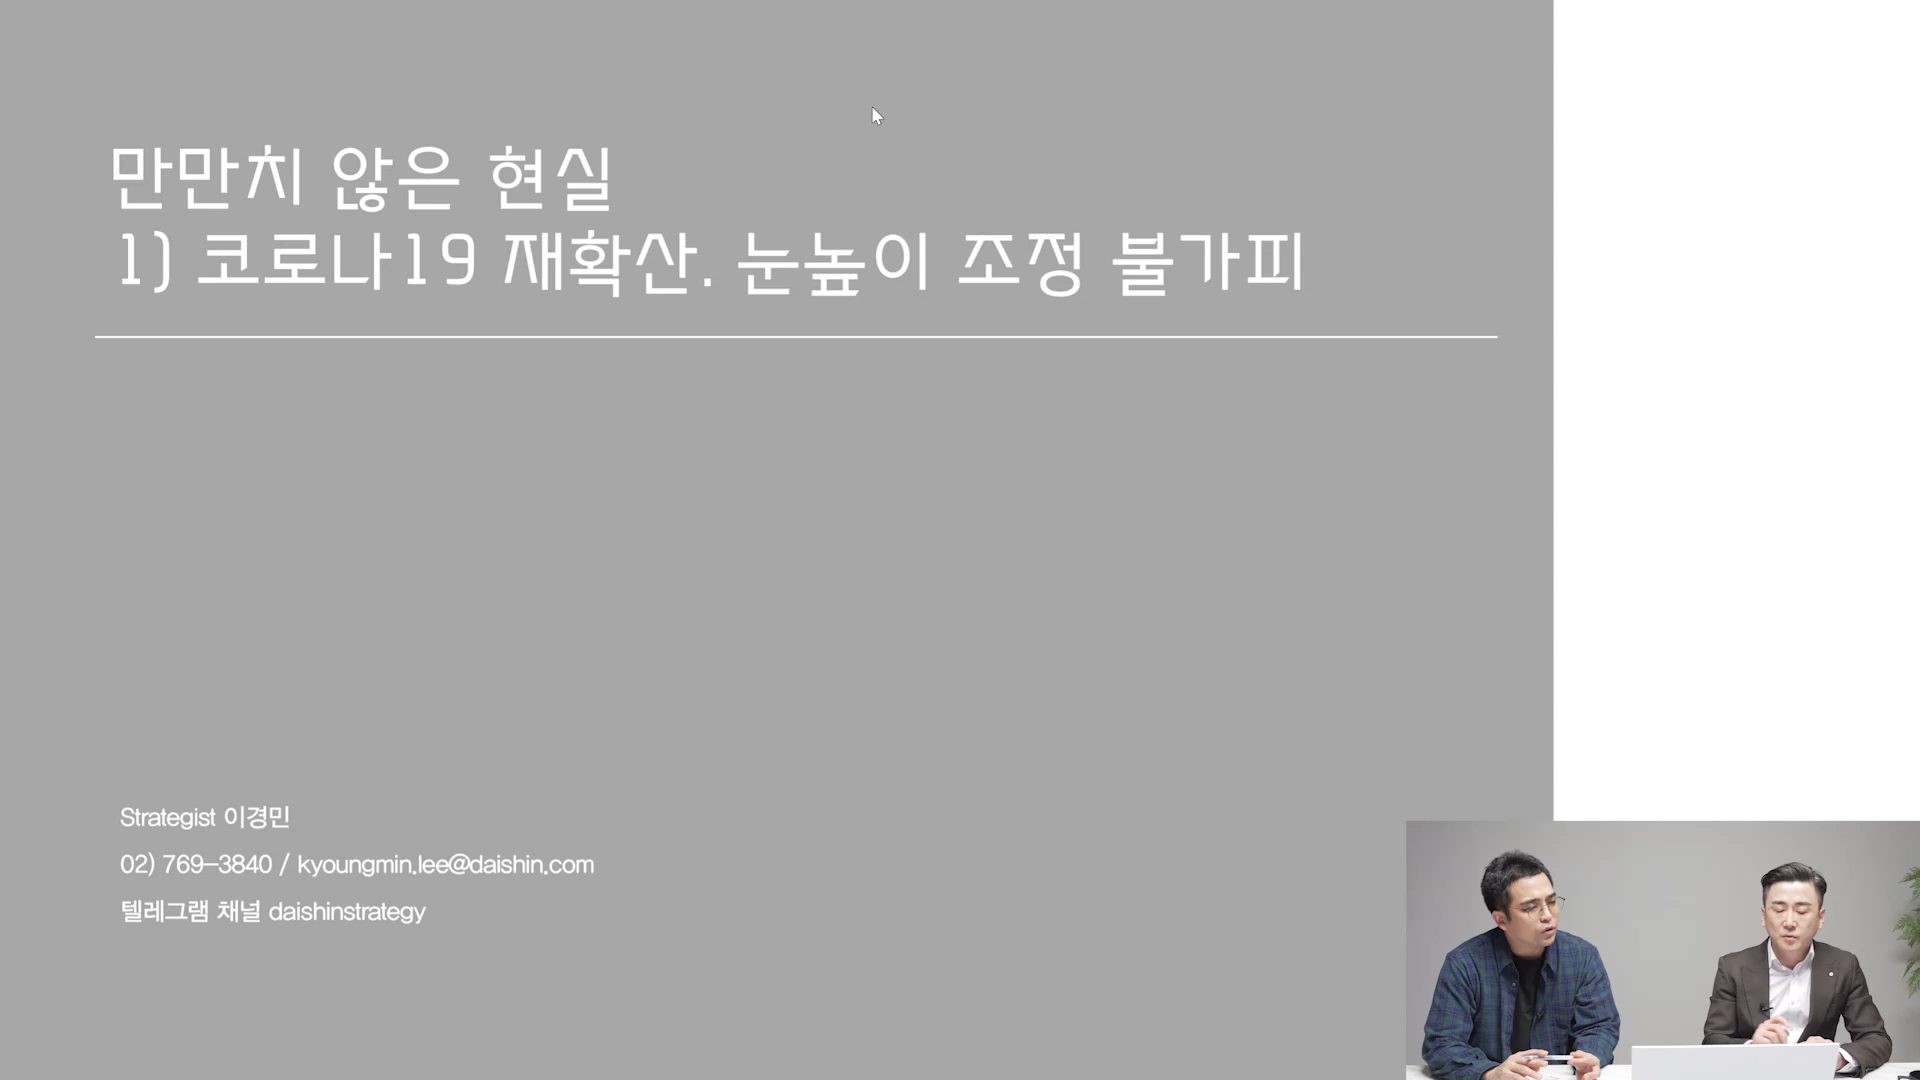 만만치 않은 현실
1) 코로나19 재확산. 눈높이 조정 불가피
Strategist 이경민
02) 769-3840 / kyoungmin.lee@daishin.com
텔레그램 채널 daishinstrategy